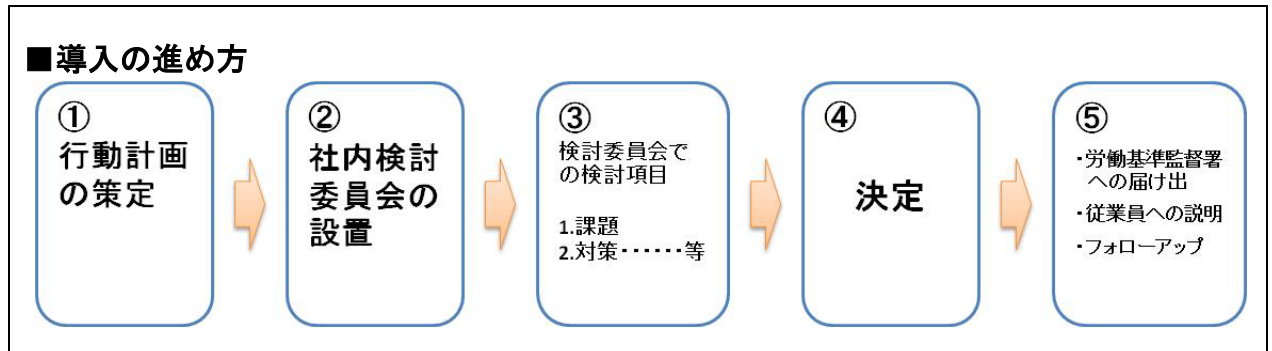 ■導入の進め方
①
行動計画
の策定
②
社内検討
委員会の
設置
③
検討委員会で
の検討項目
1.課題
2.対策‥‥‥等
④
決定
⑤
・労働基準監督署
への届け出
・従業員への説明
・フォローアップ